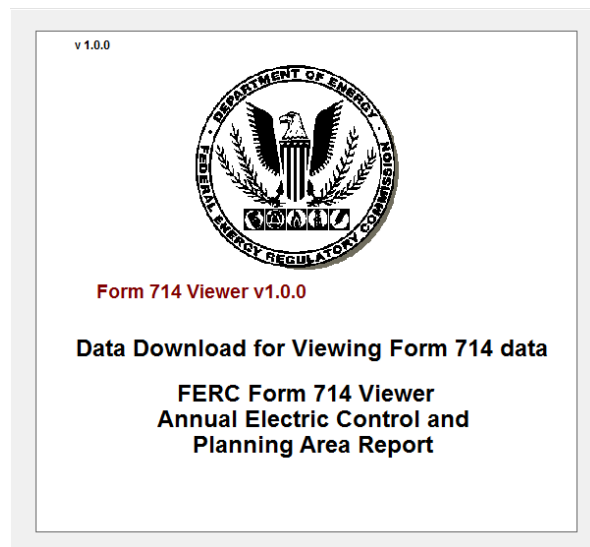 v 1.0.0
DEPARTMENT OF ENERGY
FEDERAL ENERGY REGULATORY COMMISSION
Form 714 Viewer v1.0.0
Data Download for Viewing Form 714 data
FERC Form 714 Viewer
Annual Electric Control and
Planning Area Report